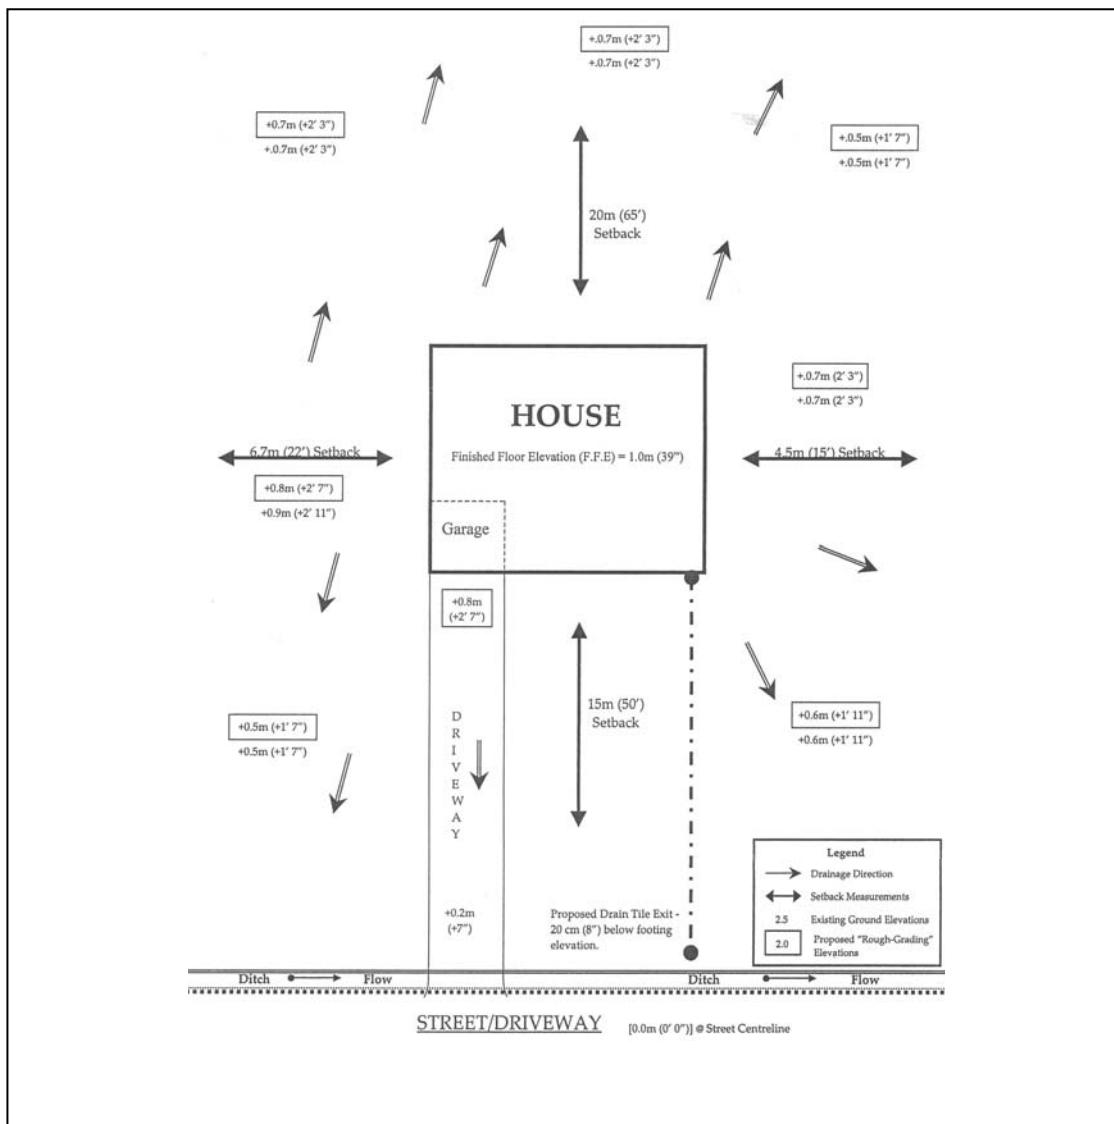 +.0.7m (+2' 3")
+.0.7m (+2' 3")
+0.7m (+2' 3")
+.0.7m (+2' 3")
+.0.5m (+1' 7")
+.0.5m (+1' 7")
20m (65')
Setback
+.0.7m (2' 3")
+.0.7m (2' 3")
HOUSE
Finished Floor Elevation (F.F.E) = 1.0m (39")
6.7m (22') Setback
4.5m (15') Setback
+0.8m (+2' 7")
+0.9m (+2' 11")
Garage
+0.8m
(+2' 7")
15m (50')
Setback
+0.5m (+1' 7")
+0.5m (+1' 7")
DRIVEWAY
+0.6m (+1' 11")
+0.6m (+1' 11")
+0.2m
(+7")
Proposed Drain Tile Exit -
20 cm (8") below footing
elevation.
Legend
Drainage Direction
Setback Measurements
2.5 Existing Ground Elevations
2.0 Proposed "Rough-Grading"
Elevations
Ditch Flow Ditch Flow
STREET/DRIVEWAY [0.0m (0' 0")] @ Street Centreline